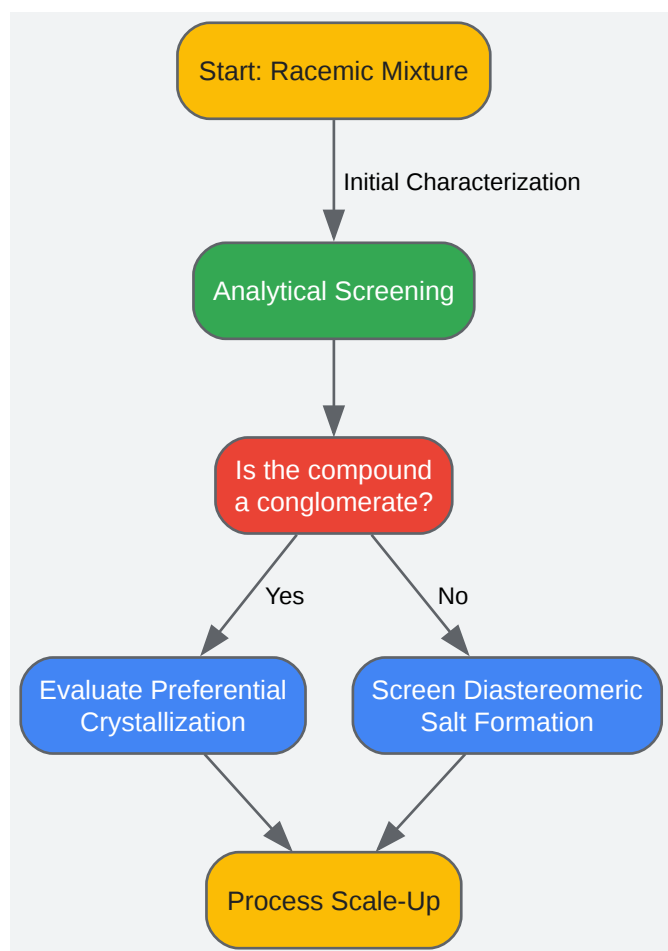 Start: Racemic Mixture
Initial Characterization
Analytical Screening
Is the compound
a conglomerate?
Yes
No
Evaluate Preferential
Crystallization
Screen Diastereomeric
Salt Formation
Process Scale-Up